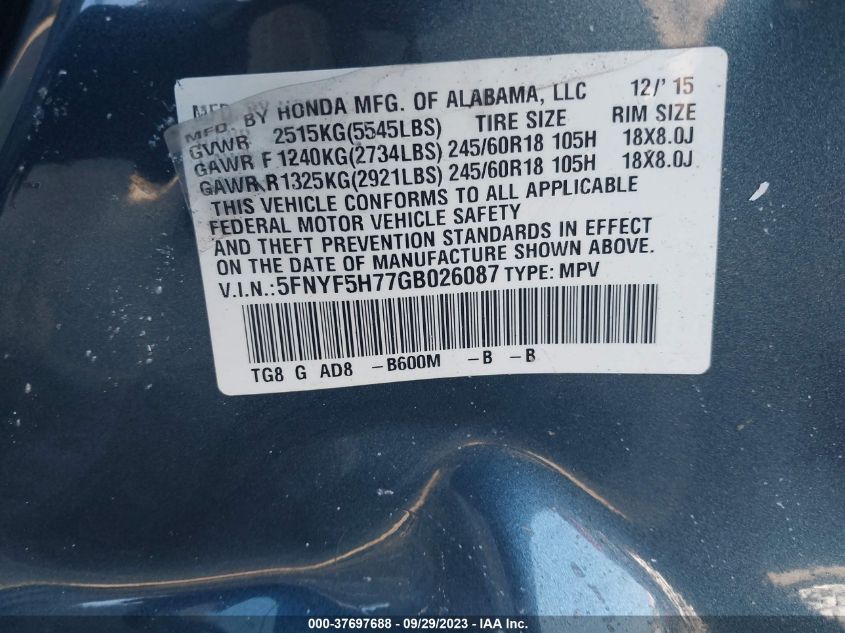 MFD. BY HONDA MFG. OF ALABAMA, LLC 12/'15
MFD.
GVWR 2515KG(5545LBS) TIRE SIZE RIM SIZE
GAWR F 1240KG(2734LBS) 245/60R18 105H 18X8.0J
GAWR R 1325KG(2921LBS) 245/60R18 105H 18X8.0J
THIS VEHICLE CONFORMS TO ALL APPLICABLE
FEDERAL MOTOR VEHICLE SAFETY
AND THEFT PREVENTION STANDARDS IN EFFECT
ON THE DATE OF MANUFACTURE SHOWN ABOVE.
V.I.N.:5FNYF5H77GB026087 TYPE: MPV
TG8 G AD8 -B600M -B -B
000-37697688 - 09/29/2023 - IAA Inc.